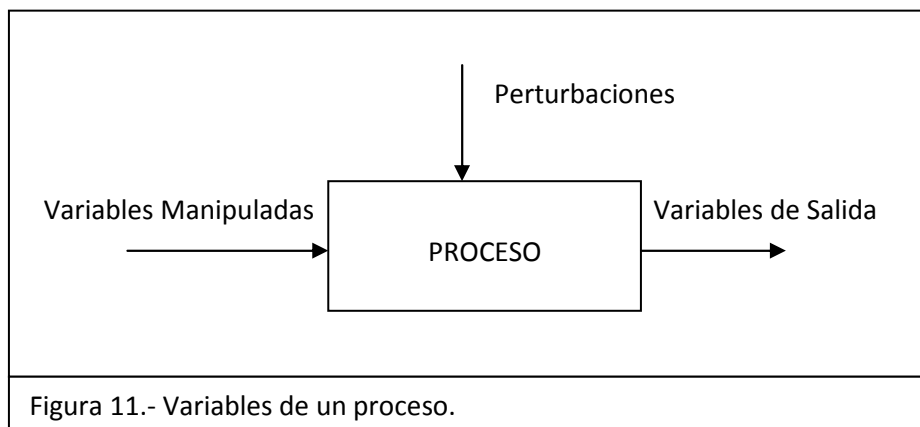 Perturbaciones
Variables Manipuladas
Variables de Salida
PROCESO
Figura 11.- Variables de un proceso.